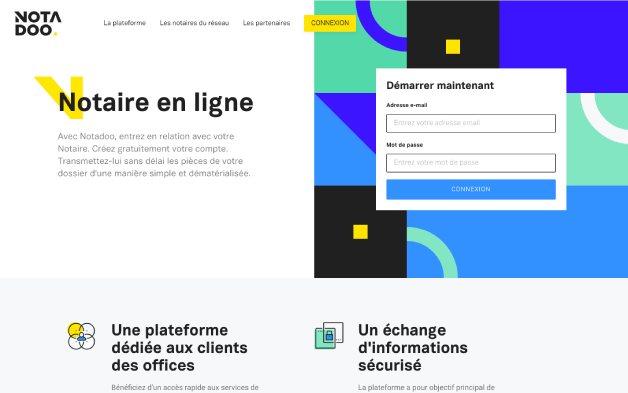 NOTA
DOO.
La plateforme
Les notaires du réseau
Les partenaires
CONNEXION
Notaire en ligne
Avec Notadoo, entrez en relation avec votre
Notaire. Créez gratuitement votre compte.
Transmettez-lui sans délai les pièces de votre
dossier d'une manière simple et dématérialisée.
Démarrer maintenant
Adresse e-mail
Entrez votre adresse email
Mot de passe
Entrez votre mot de passe
CONNEXION
Une plateforme
dédiée aux clients
des offices
Bénéficiez d'un accès rapide aux services de
Un échange
d'informations
sécurisé
La plateforme a pour objectif principal de